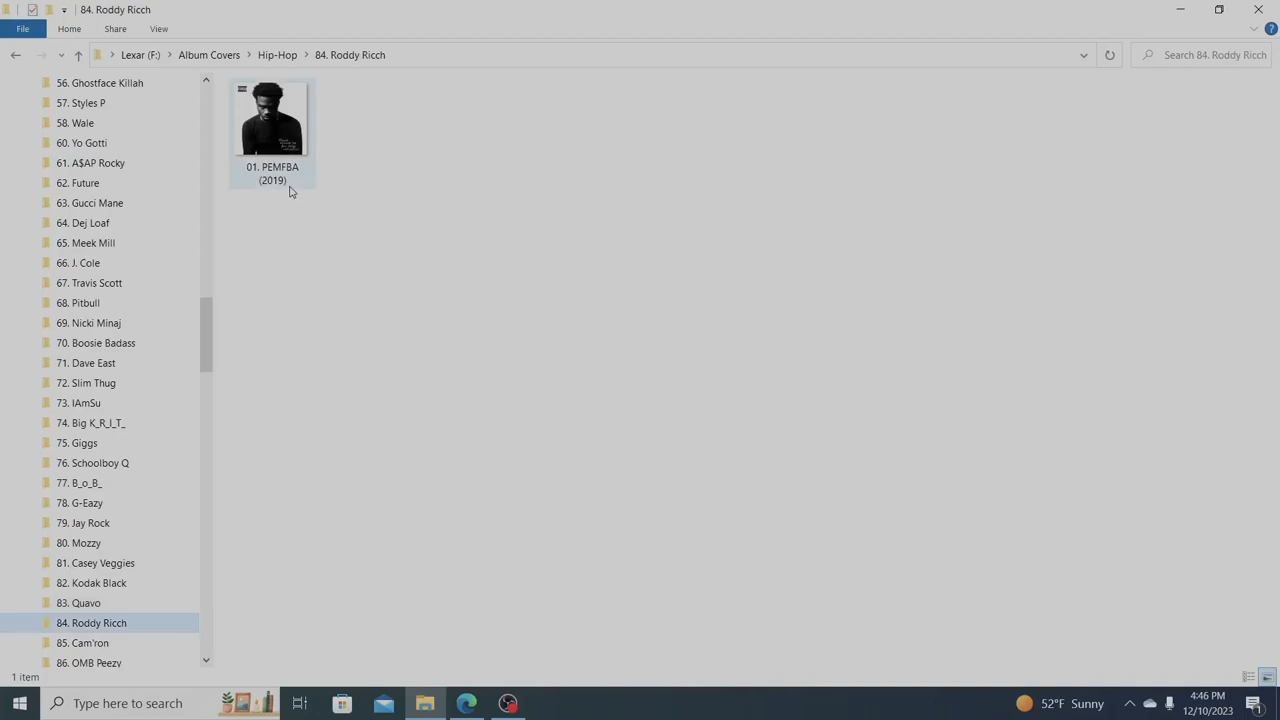 84. Roddy Ricch
File
Home
Share
View
Lexar (F:)
Album Covers
Hip-Hop
84. Roddy Ricch
Search 84. Roddy Ricch
56. Ghostface Killah
57. Styles P
58. Wale
60. Yo Gotti
61. A$AP Rocky
62. Future
63. Gucci Mane
64. Dej Loaf
65. Meek Mill
66. J. Cole
67. Travis Scott
68. Pitbull
69. Nicki Minaj
70. Boosie Badass
71. Dave East
72. Slim Thug
73. IAmSu
74. Big K_R_I_T_
75. Giggs
76. Schoolboy Q
77. B_o_B_
78. G-Eazy
79. Jay Rock
80. Mozzy
81. Casey Veggies
82. Kodak Black
83. Quavo
84. Roddy Ricch
85. Cam'ron
86. OMB Peezy
01. PEMFBA
(2019)
1 item
Type here to search
52°F Sunny
4:46 PM
12/10/2023
1